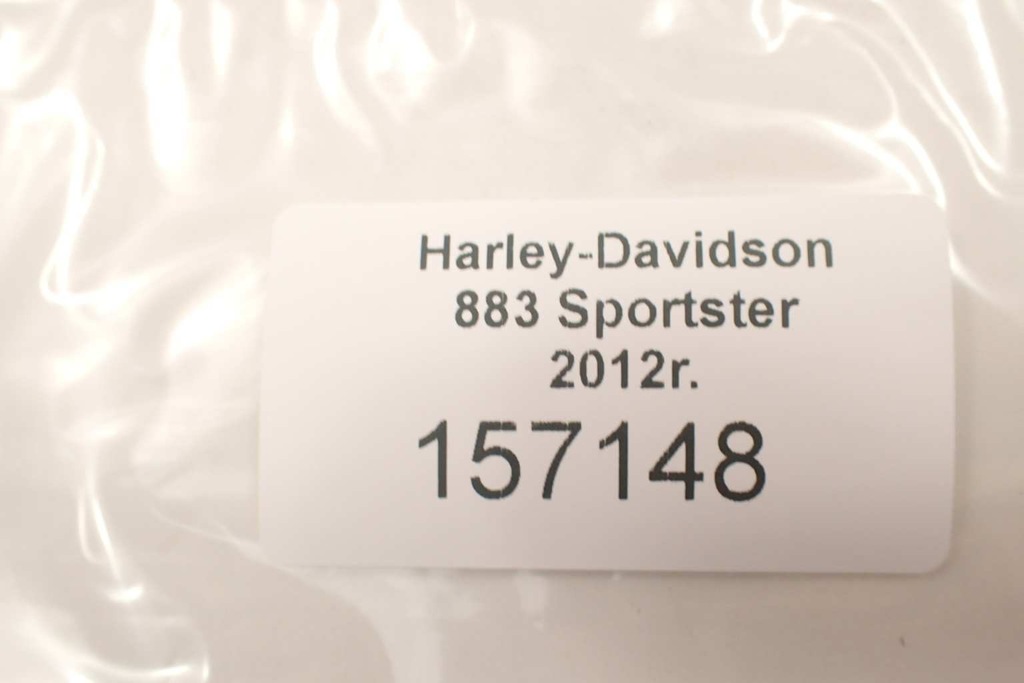 Harley-Davidson
883 Sportster
2012r.
157148